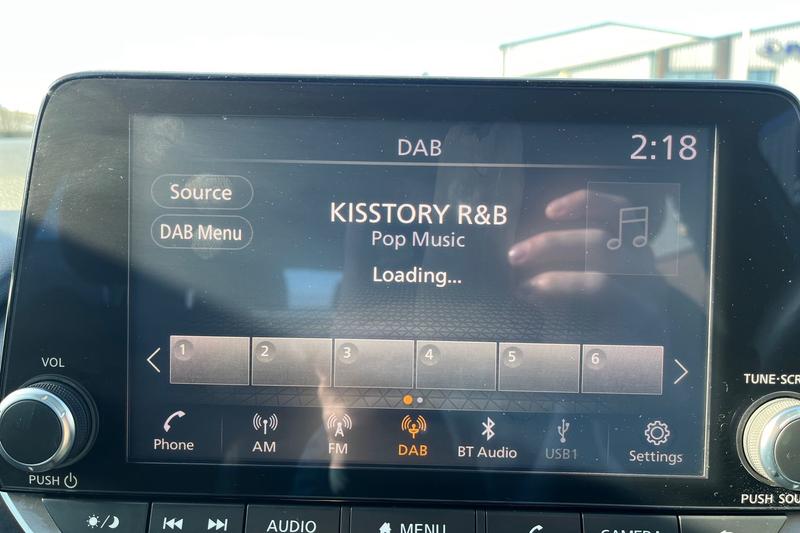 DAB
2:18
Source
KISSTORY R&B
DAB Menu
Pop Music
Loading...
1 2 3 4 5 6
VOL
TUNE·SCR
Phone
AM
FM
DAB
BT Audio
USB1
Settings
PUSH
PUSH SOU
AUDIO
MENU
CAMERA